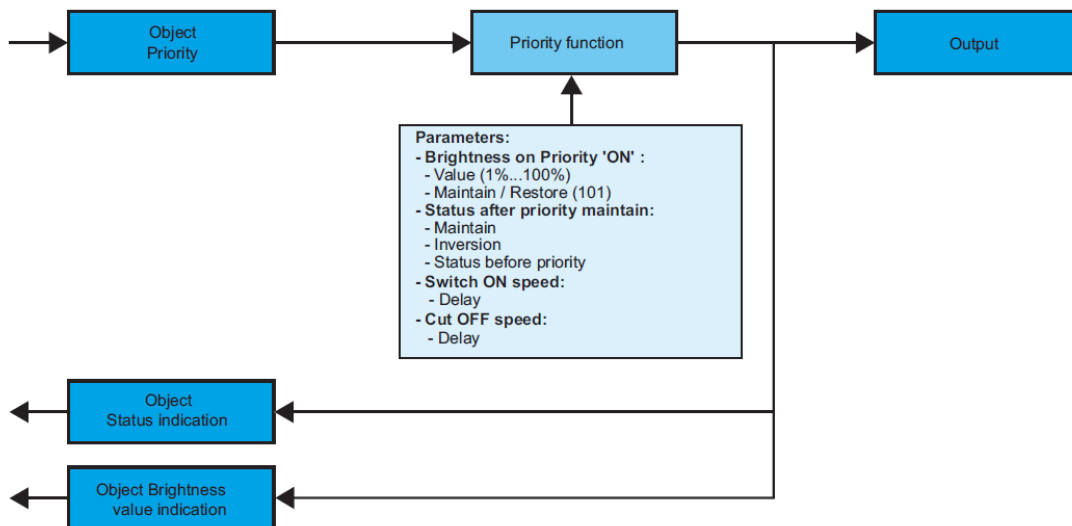 Object
Priority
Priority function
Output
Parameters:
- Brightness on Priority 'ON' :
- Value (1%...100%)
- Maintain / Restore (101)
- Status after priority maintain:
- Maintain
- Inversion
- Status before priority
- Switch ON speed:
- Delay
- Cut OFF speed:
- Delay
Object
Status indication
Object Brightness
value indication